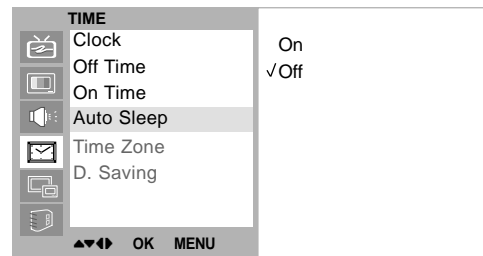 TIME
Clock
Off Time
On Time
Auto Sleep
Time Zone
D. Saving
▲▼◀▶ OK MENU
On
√ Off